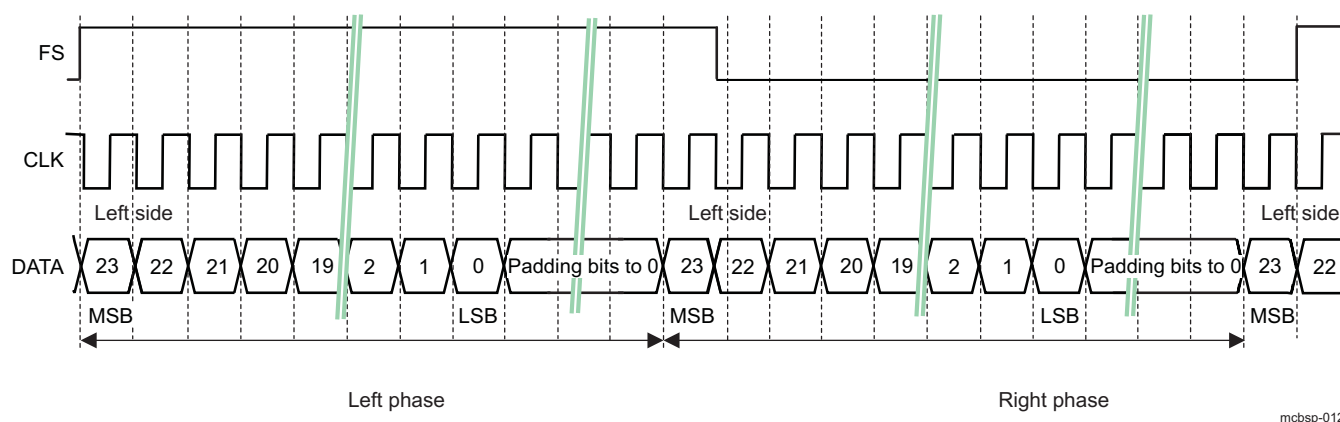 FS
CLK
Left side Left side Left side
DATA 23 22 21 20 19 2 1 0 Padding bits to 0 23 22 21 20 19 2 1 0 Padding bits to 0 23 22
MSB LSB MSB LSB MSB
Left phase Right phase
mcbsp-012